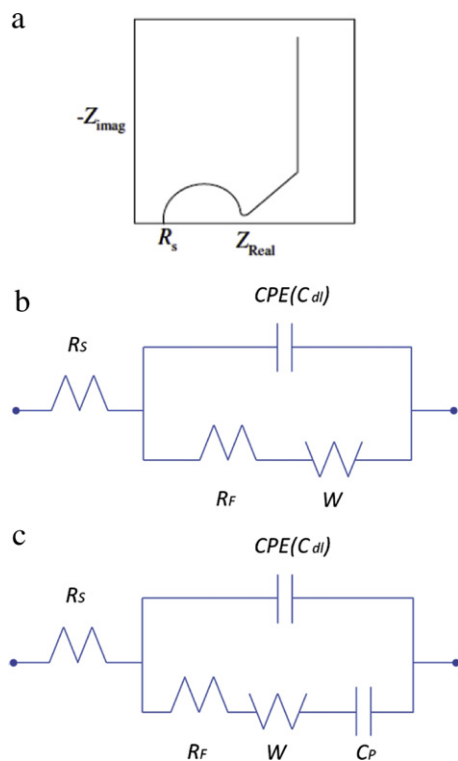 a
-Zimag
Rs
ZReal
b
CPE(Cdl)
Rs
RF
W
c
CPE(Cdl)
Rs
RF
W
CP